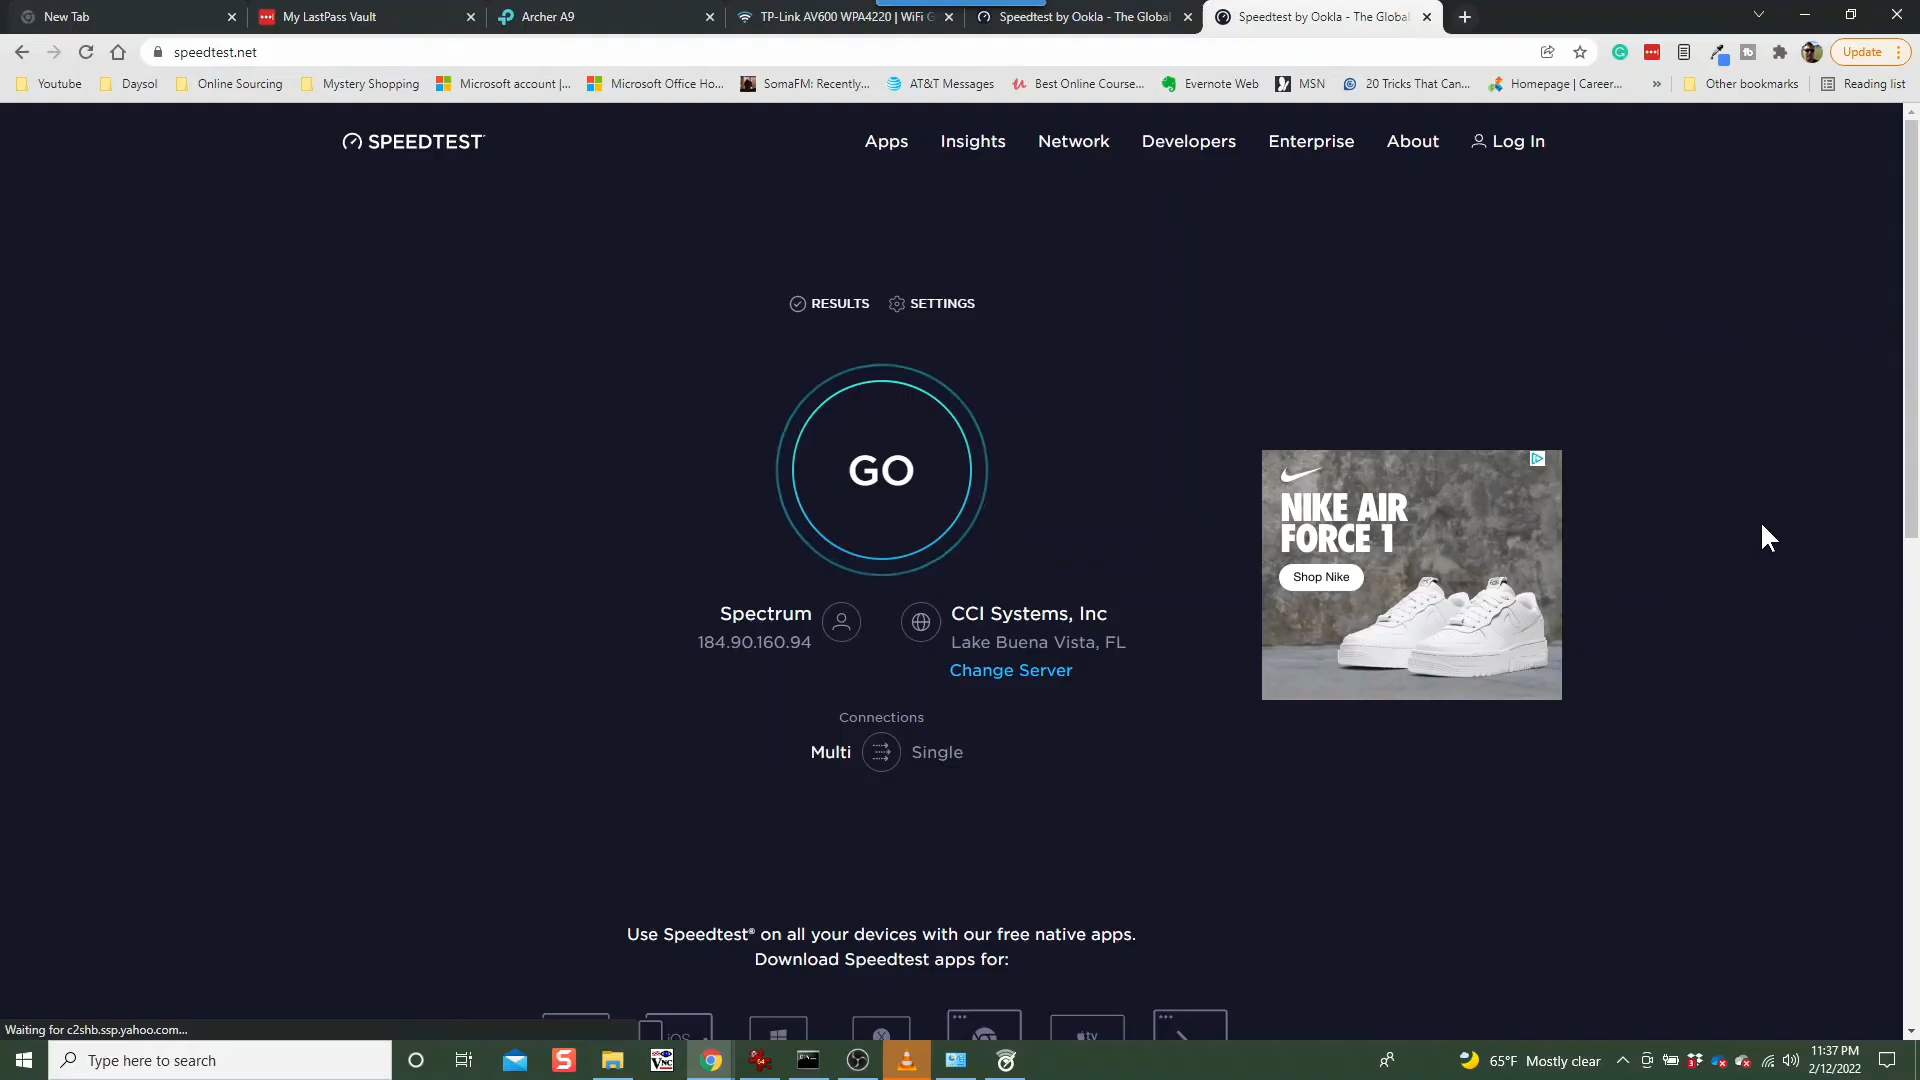 New Tab
My LastPass Vault
Archer A9
TP-Link AV600 WPA4220 | WiFi
Speedtest by Ookla - The Global
Speedtest by Ookla - The Global
speedtest.net
Update
Youtube
Daysol
Online Sourcing
Mystery Shopping
Microsoft account |...
Microsoft Office Ho...
SomaFM: Recently...
AT&T Messages
Best Online Course...
Evernote Web
MSN
20 Tricks That Can...
Homepage | Career...
»
Other bookmarks
Reading list
SPEEDTEST
Apps
Insights
Network
Developers
Enterprise
About
Log In
RESULTS
SETTINGS
GO
NIKE AIR
FORCE 1
Shop Nike
Spectrum
184.90.160.94
CCI Systems, Inc
Lake Buena Vista, FL
Change Server
Connections
Multi
Single
Use Speedtest® on all your devices with our free native apps.
Download Speedtest apps for:
iOS
tv
Waiting for c2shb.ssp.yahoo.com...
Type here to search
65°F Mostly clear
11:37 PM
2/12/2022